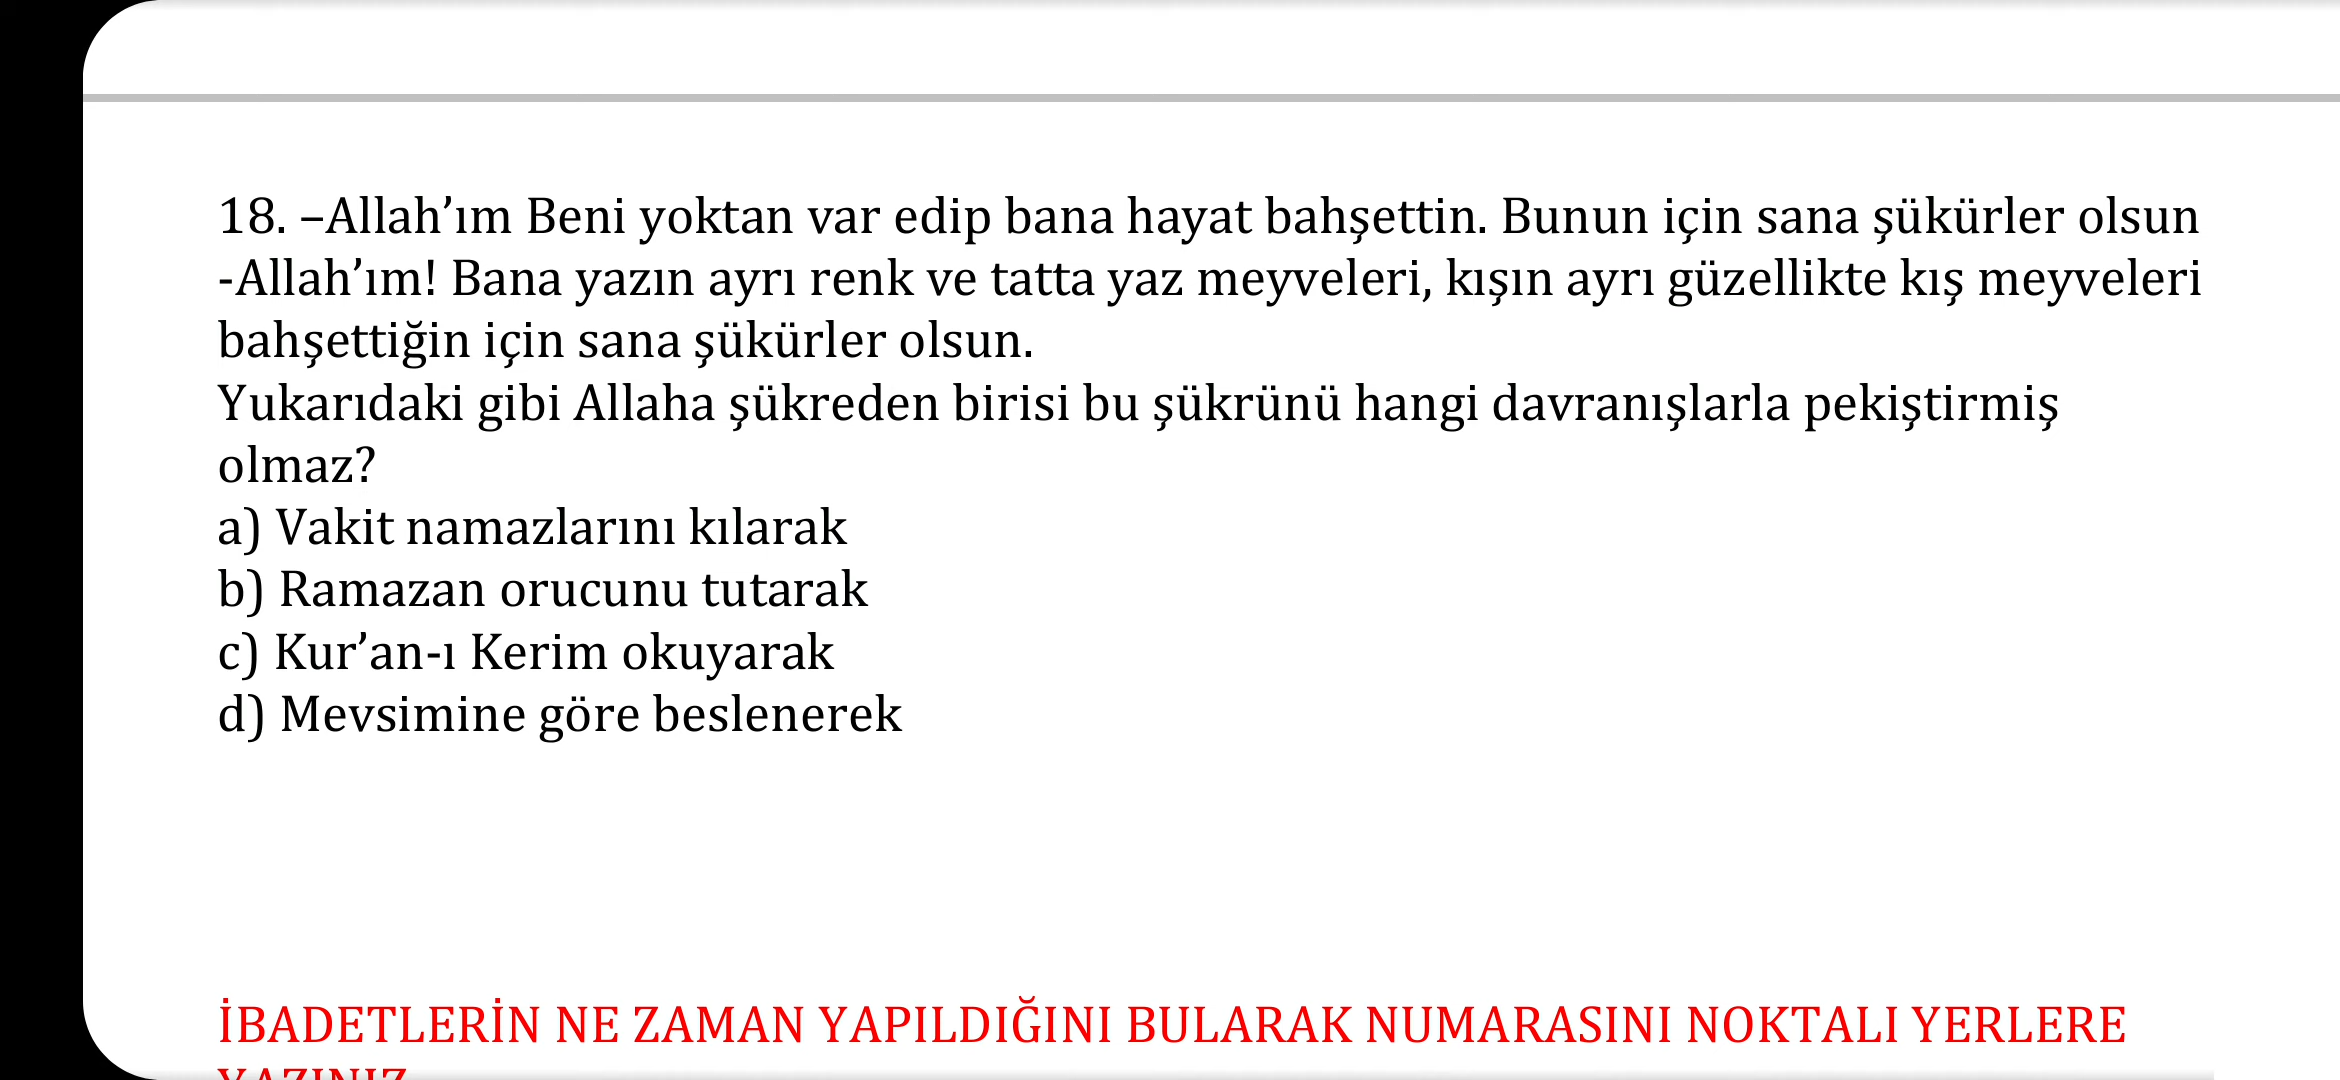 18. –Allah’ım Beni yoktan var edip bana hayat bahşettin. Bunun için sana şükürler olsun
-Allah’ım! Bana yazın ayrı renk ve tatta yaz meyveleri, kışın ayrı güzellikte kış meyveleri
bahşettiğin için sana şükürler olsun.
Yukarıdaki gibi Allaha şükreden birisi bu şükrünü hangi davranışlarla pekiştirmiş
olmaz?
a) Vakit namazlarını kılarak
b) Ramazan orucunu tutarak
c) Kur’an-ı Kerim okuyarak
d) Mevsimine göre beslenerek
İBADETLERİN NE ZAMAN YAPILDIĞINI BULARAK NUMARASINI NOKTALI YERLERE
YAZINIZ